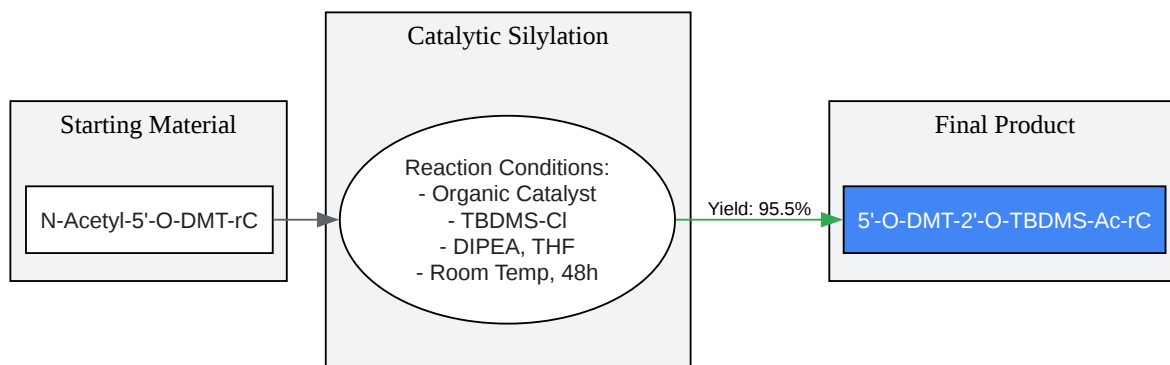 Catalytic Silylation
Starting Material
Final Product
N-Acetyl-5'-O-DMT-rC
Reaction Conditions:
- Organic Catalyst
- TBDMS-Cl
- DIPEA, THF
- Room Temp, 48h
Yield: 95.5%
5'-O-DMT-2'-O-TBDMS-Ac-rC